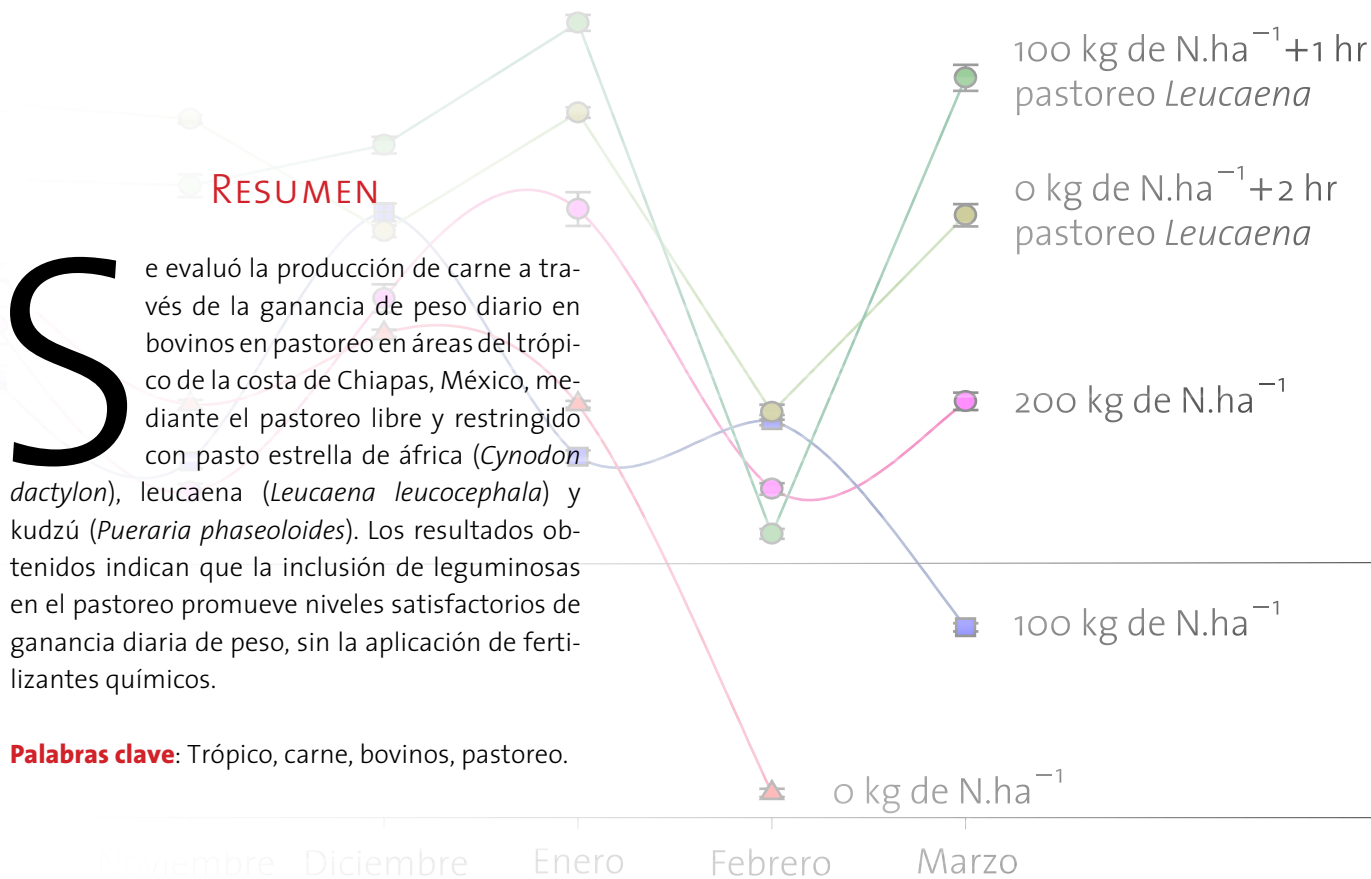 RESUMEN
Se evaluó la producción de carne a tra-
vés de la ganancia de peso diario en
bovinos en pastoreo en áreas del trópi-
co de la costa de Chiapas, México, me-
diante el pastoreo libre y restringido
con pasto estrella de áfrica (Cynodon
dactylon), leucaena (Leucaena leucocephala) y
kudzú (Pueraria phaseoloides). Los resultados ob-
tenidos indican que la inclusión de leguminosas
en el pastoreo promueve niveles satisfactorios de
ganancia diaria de peso, sin la aplicación de ferti-
lizantes químicos.
Palabras clave: Trópico, carne, bovinos, pastoreo.
100 kg de N.ha⁻¹+1 hr
pastoreo Leucaena
0 kg de N.ha⁻¹+2 hr
pastoreo Leucaena
200 kg de N.ha⁻¹
100 kg de N.ha⁻¹
0 kg de N.ha⁻¹
Noviembre Diciembre Enero Febrero Marzo